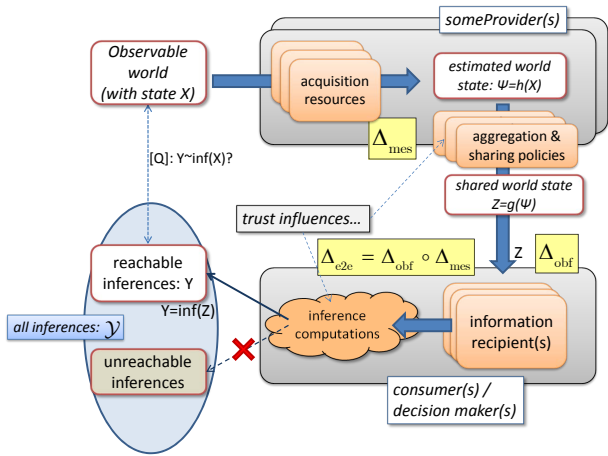 someProvider(s)
Observable
world
(with state X)
acquisition
resources
estimated world
state: Ψ=h(X)
Δmes
aggregation &
sharing policies
[Q]: Y~inf(X)?
shared world state
Z=g(Ψ)
trust influences...
Δe2e = Δobf ∘ Δmes
Z
Δobf
reachable
inferences: Y
Y=inf(Z)
inference
computations
information
recipient(s)
all inferences: 𝒴
unreachable
inferences
consumer(s) /
decision maker(s)